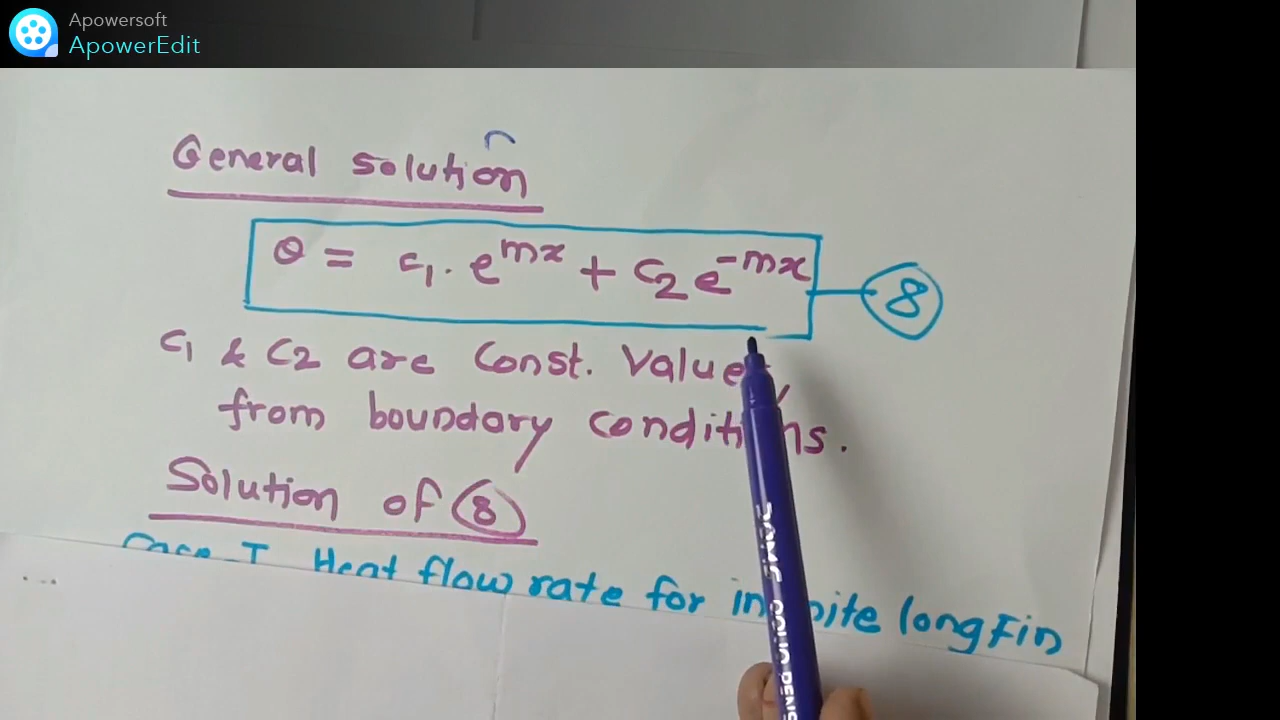 Apowersoft
ApowerEdit
General solution
θ = c₁. e^mx + c₂ e^-mx — 8
c₁ & c₂ are const. Value,
from boundary conditions.
Solution of 8
Case I Heat flow rate for long Fin